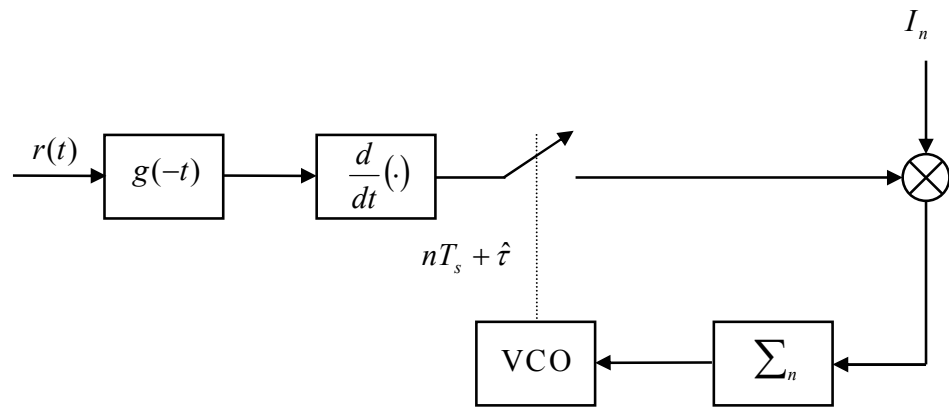 I_n
r(t)
g(−t)
d/dt (·)
nT_s + τ̂
VCO
∑_n